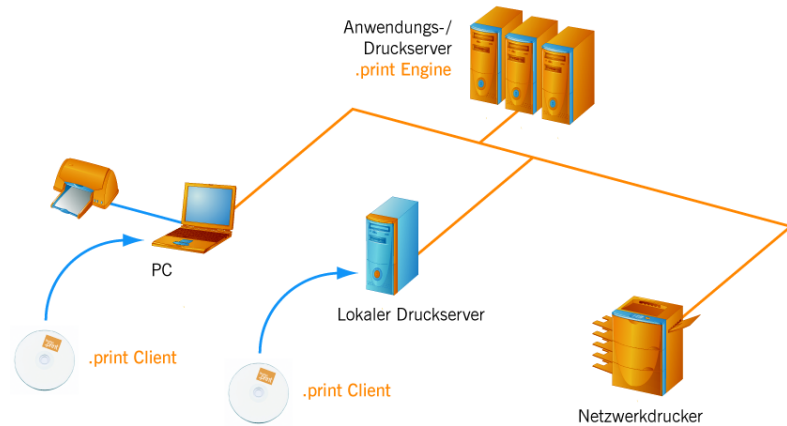 Anwendungs-/
Druckserver
.print Engine
PC
Lokaler Druckserver
.print Client
.print Client
Netzwerkdrucker